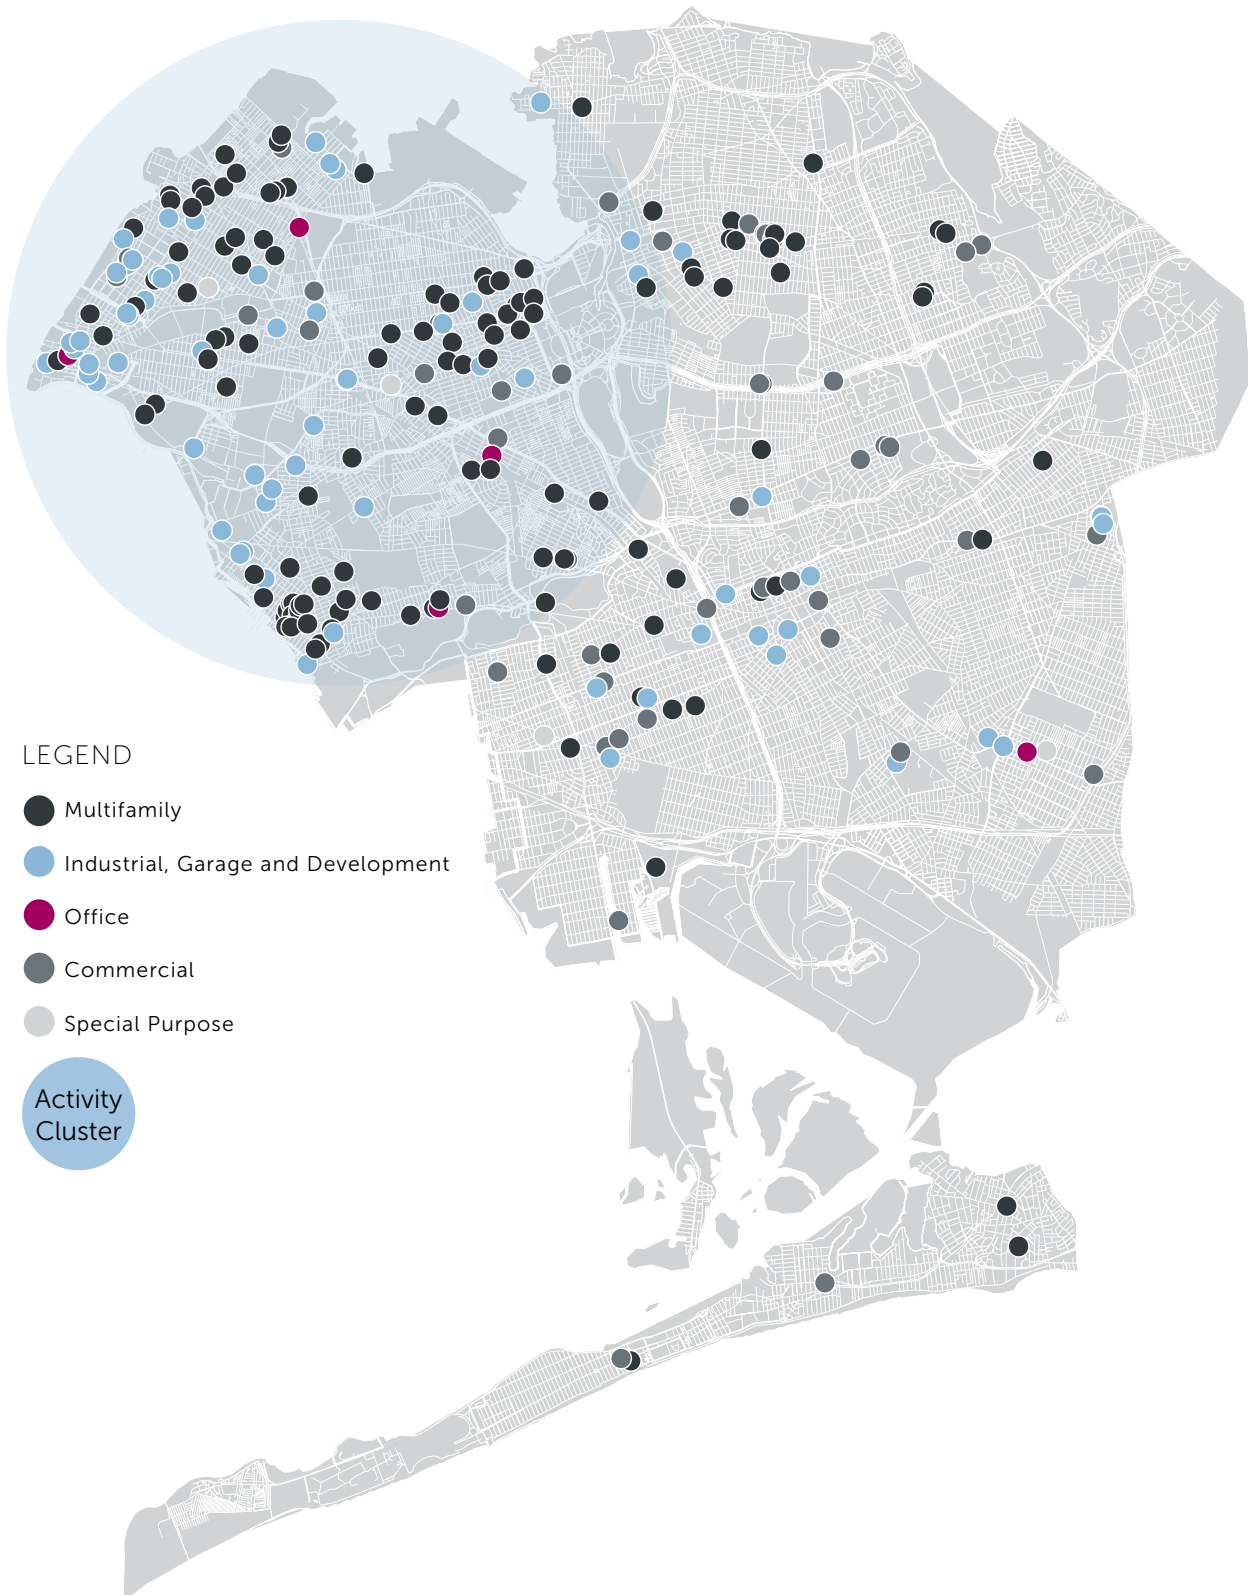 LEGEND
Multifamily
Industrial, Garage and Development
Office
Commercial
Special Purpose
Activity
Cluster